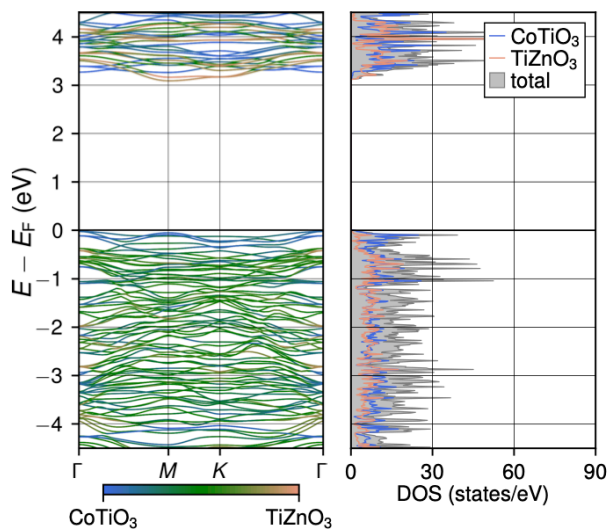 4
3
2
1
0
−1
−2
−3
−4
E − E_F (eV)
Γ M K Γ
CoTiO₃ TiZnO₃
CoTiO₃
TiZnO₃
total
0 30 60 90
DOS (states/eV)